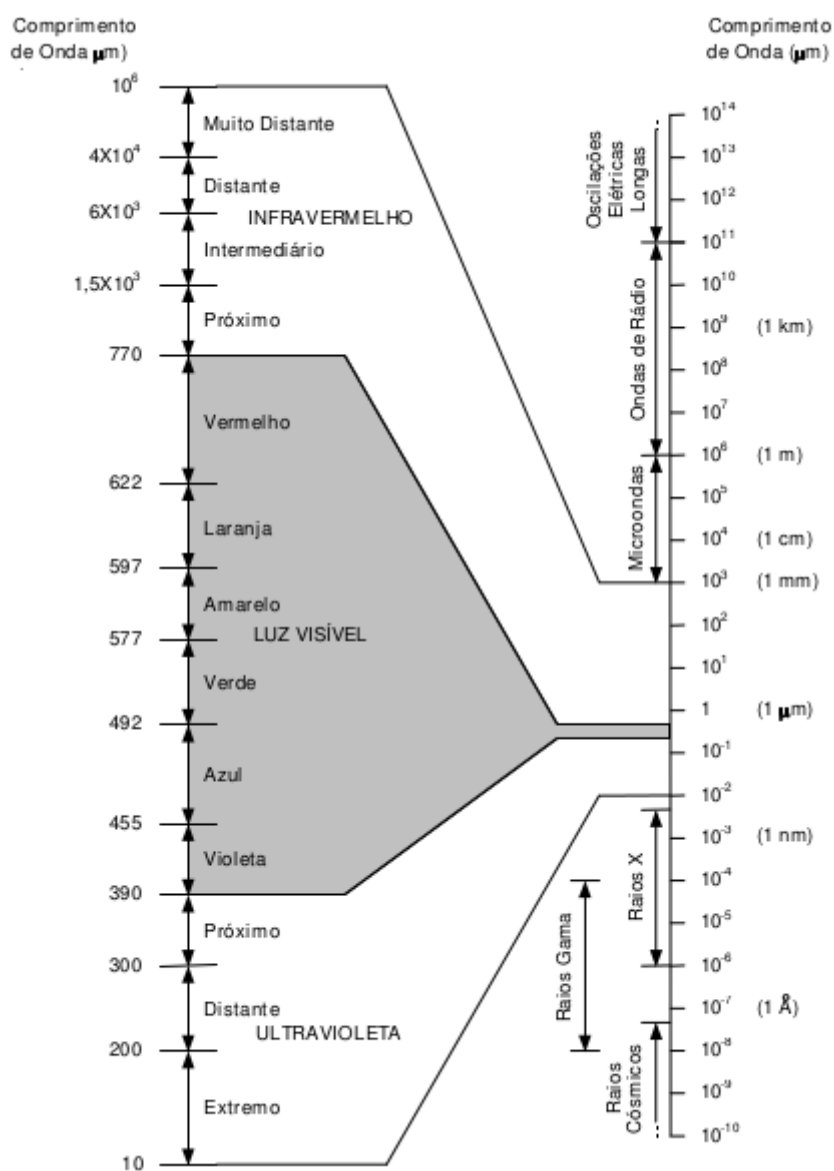 Comprimento
de Onda μm)
10⁶
Muito Distante
4X10⁴
Distante
6X10³
INFRAVERMELHO
Intermediário
1,5X10³
Próximo
770
Vermelho
622
Laranja
597
Amarelo
577
LUZ VISÍVEL
Verde
492
Azul
455
Violeta
390
Próximo
300
Distante
ULTRAVIOLETA
200
Extremo
10
Comprimento
de Onda (μm)
10¹⁴
10¹³
10¹²
10¹¹
10¹⁰
10⁹ (1 km)
10⁸
10⁷
10⁶ (1 m)
10⁵
10⁴ (1 cm)
10³ (1 mm)
10²
10¹
1 (1 μm)
10⁻¹
10⁻²
10⁻³ (1 nm)
10⁻⁴
10⁻⁵
10⁻⁶
10⁻⁷ (1 Å)
10⁻⁸
10⁻⁹
10⁻¹⁰
Oscilações
Elétricas
Longas
Ondas de Rádio
Microondas
Raios X
Raios Gama
Raios
Cósmicos